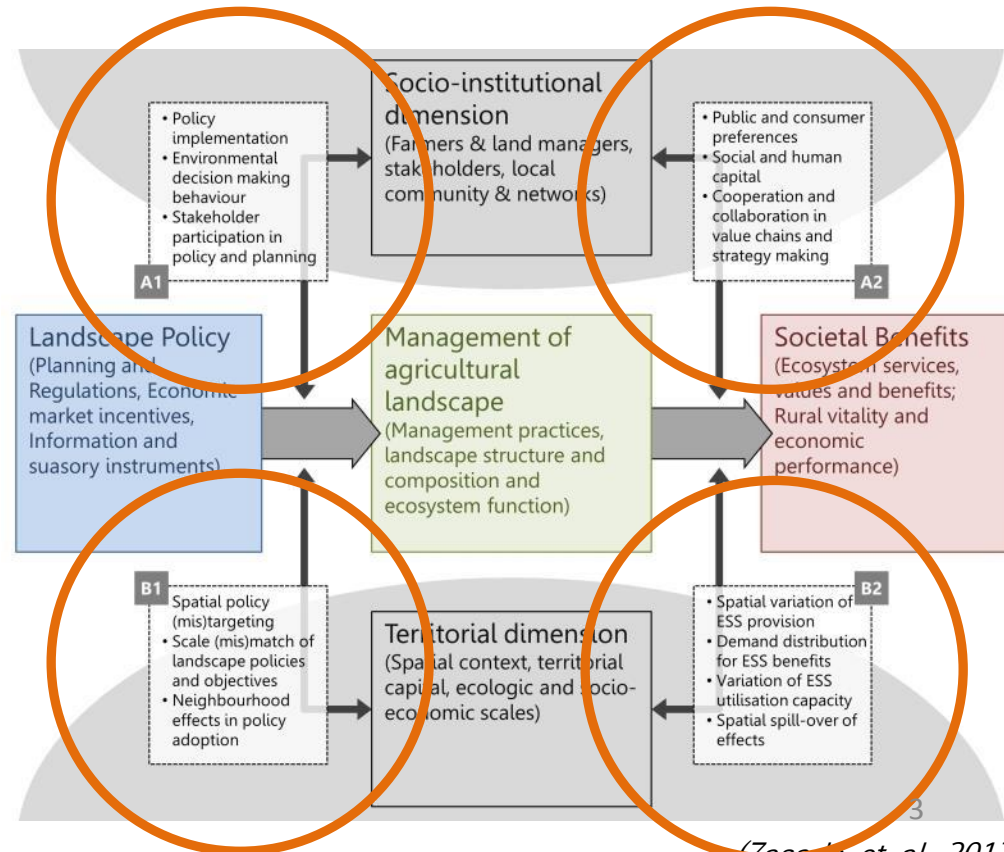 Socio-institutional
dimension
(Farmers & land managers,
stakeholders, local
community & networks)
• Policy
implementation
• Environmental
decision making
behaviour
• Stakeholder
participation in
policy and planning
A1
• Public and consumer
preferences
• Social and human
capital
• Cooperation and
collaboration in
value chains and
strategy making
A2
Landscape Policy
(Planning and
Regulations, Economic
market incentives,
Information and
suasory instruments)
Management of
agricultural
landscape
(Management practices,
landscape structure and
composition and
ecosystem function)
Societal Benefits
(Ecosystem services,
values and benefits;
Rural vitality and
economic
performance)
B1
• Spatial policy
(mis)targeting
• Scale (mis)match of
landscape policies
and objectives
• Neighbourhood
effects in policy
adoption
Territorial dimension
(Spatial context, territorial
capital, ecologic and socio-
economic scales)
B2
• Spatial variation of
ESS provision
• Demand distribution
for ESS benefits
• Variation of ESS
utilisation capacity
• Spatial spill-over of
effects
3
et al